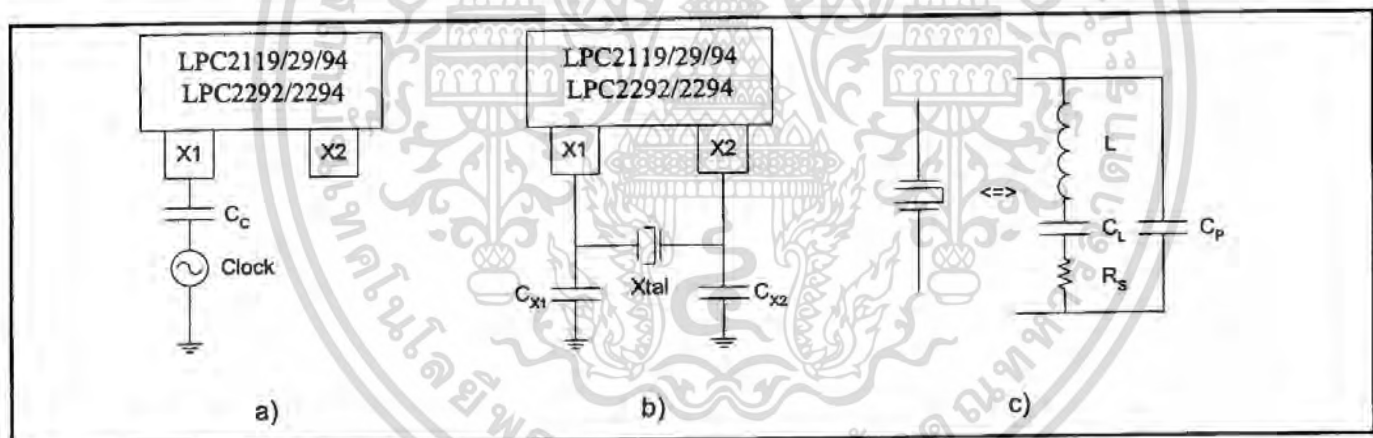 LPC2119/29/94
LPC2292/2294
X1
X2
C_C
Clock
a)
LPC2119/29/94
LPC2292/2294
X1
X2
C_X1
Xtal
C_X2
b)
<=>
L
C_L
R_S
C_P
c)